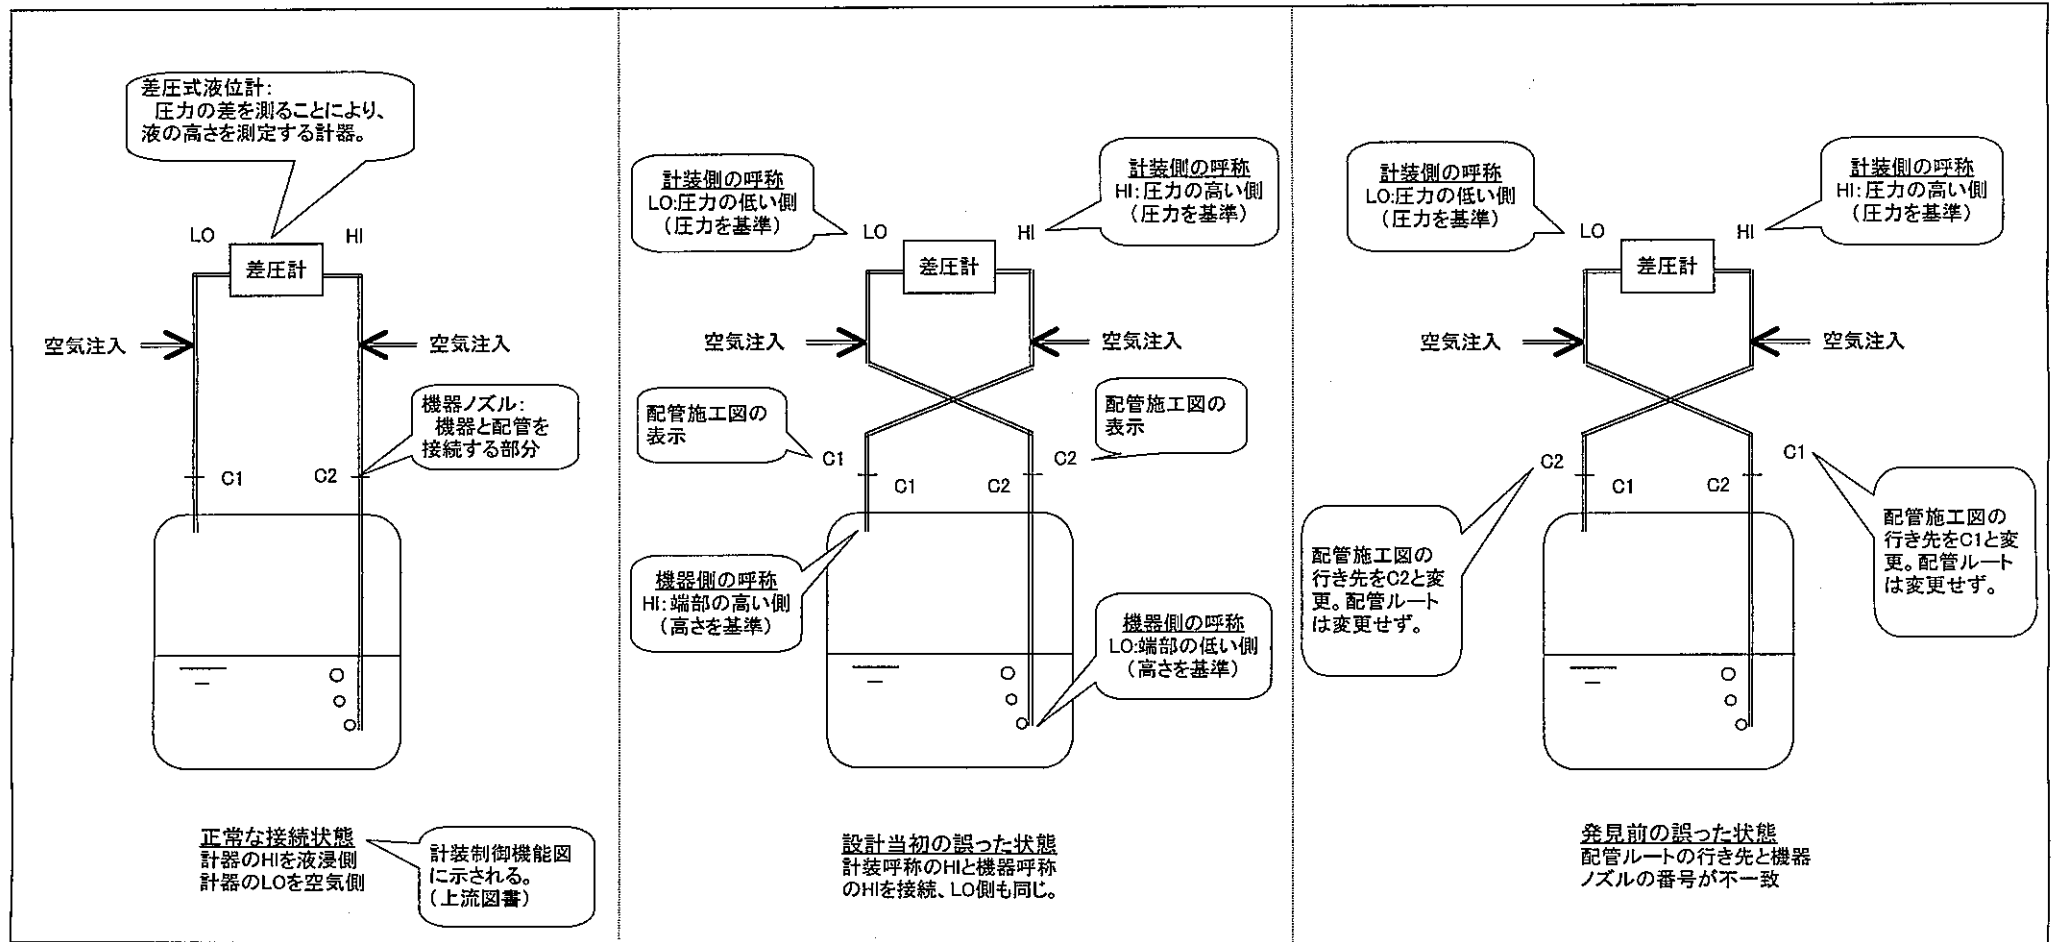 差圧式液位計：
圧力の差を測ることにより、
液の高さを測定する計器。
LO
HI
差圧計
空気注入
空気注入
機器ノズル：
機器と配管を
接続する部分
C1
C2
正常な接続状態
計器のHIを液浸側
計器のLOを空気側
計装制御機能図
に示される。
（上流図書）
計装側の呼称
LO:圧力の低い側
（圧力を基準）
計装側の呼称
HI：圧力の高い側
（圧力を基準）
LO
HI
差圧計
空気注入
空気注入
配管施工図の
表示
配管施工図の
表示
C1
C2
C1
C2
機器側の呼称
HI：端部の高い側
（高さを基準）
機器側の呼称
LO:端部の低い側
（高さを基準）
設計当初の誤った状態
計装呼称のHIと機器呼称
のHIを接続、LO側も同じ。
計装側の呼称
LO:圧力の低い側
（圧力を基準）
計装側の呼称
HI：圧力の高い側
（圧力を基準）
LO
HI
差圧計
空気注入
空気注入
C2
C1
C1
C2
配管施工図の
行き先をC2と変
更。配管ルート
は変更せず。
配管施工図の
行き先をC1と変
更。配管ルート
は変更せず。
発見前の誤った状態
配管ルートの行き先と機器
ノズルの番号が不一致